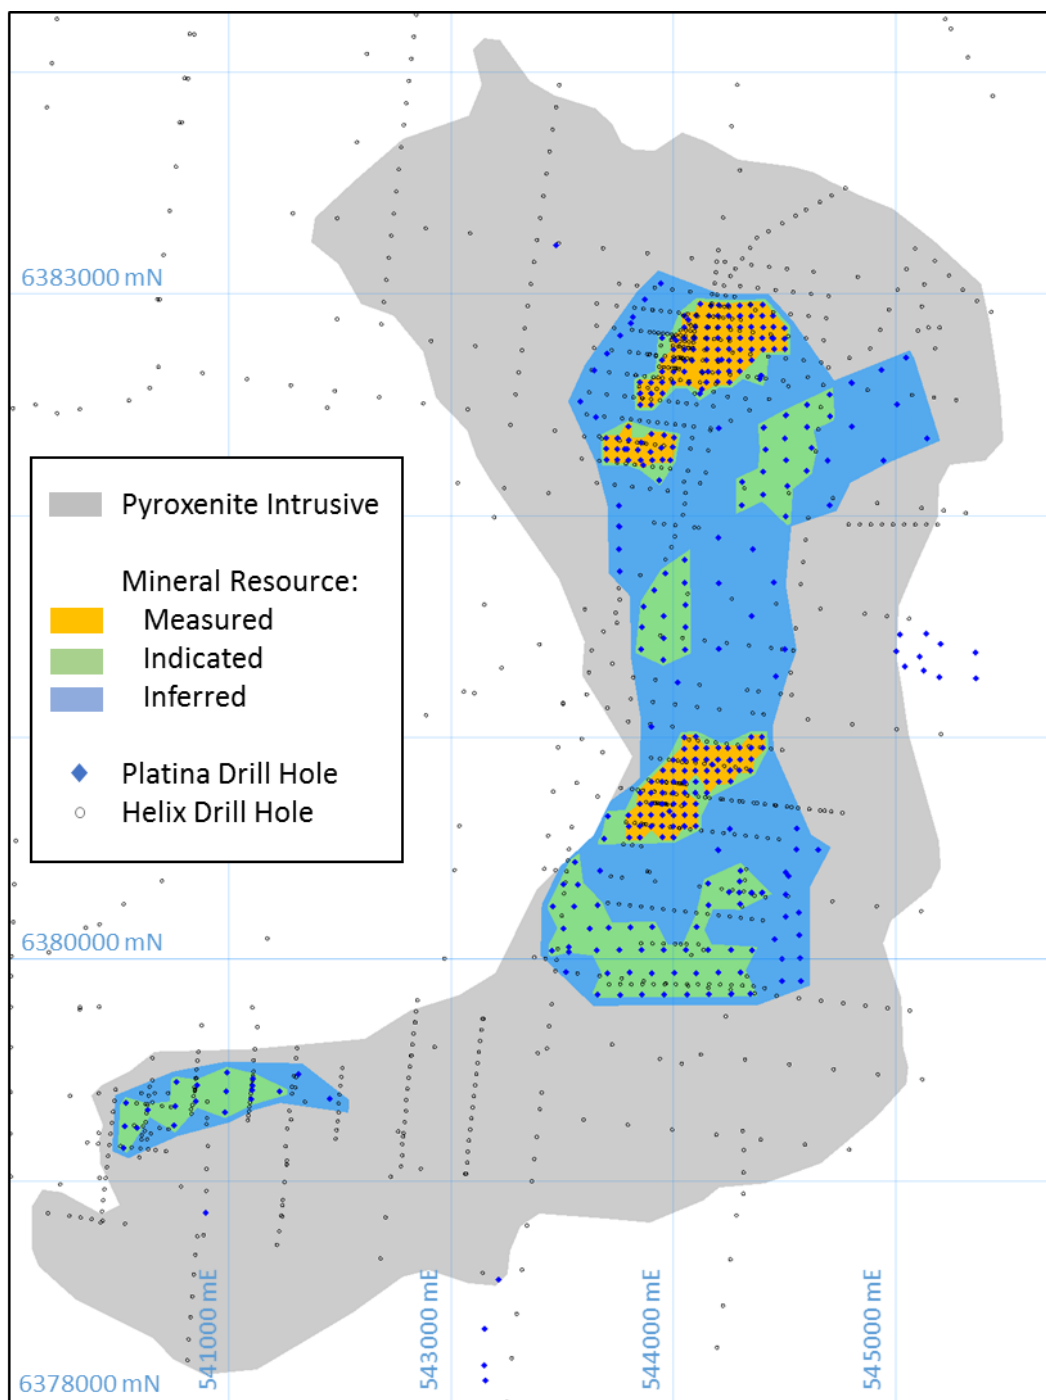 6383000 mN
Pyroxenite Intrusive
Mineral Resource:
Measured
Indicated
Inferred
Platina Drill Hole
Helix Drill Hole
6380000 mN
541000 mE
543000 mE
544000 mE
545000 mE
6378000 mN